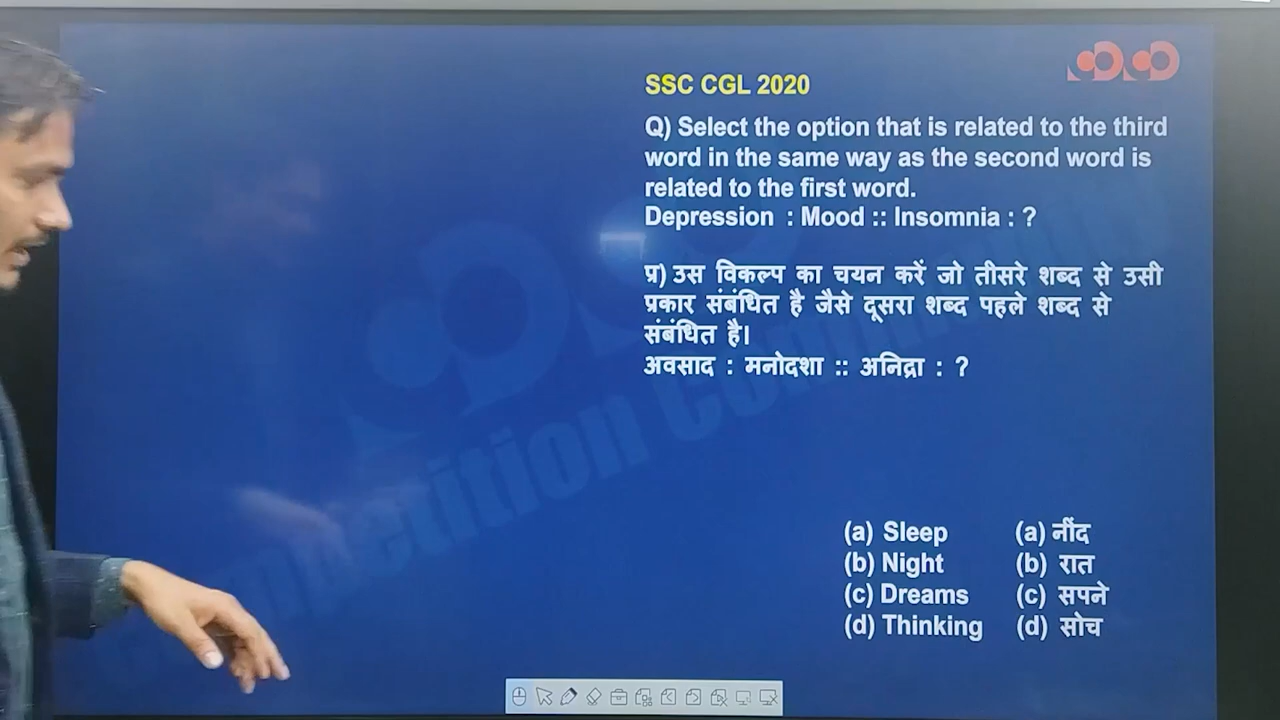 SSC CGL 2020
Q) Select the option that is related to the third
word in the same way as the second word is
related to the first word.
Depression : Mood :: Insomnia : ?
प्र) उस विकल्प का चयन करें जो तीसरे शब्द से उसी
प्रकार संबंधित है जैसे दूसरा शब्द पहले शब्द से
संबंधित है।
अवसाद : मनोदशा :: अनिद्रा : ?
(a) Sleep (a) नींद
(b) Night (b) रात
(c) Dreams (c) सपने
(d) Thinking (d) सोच